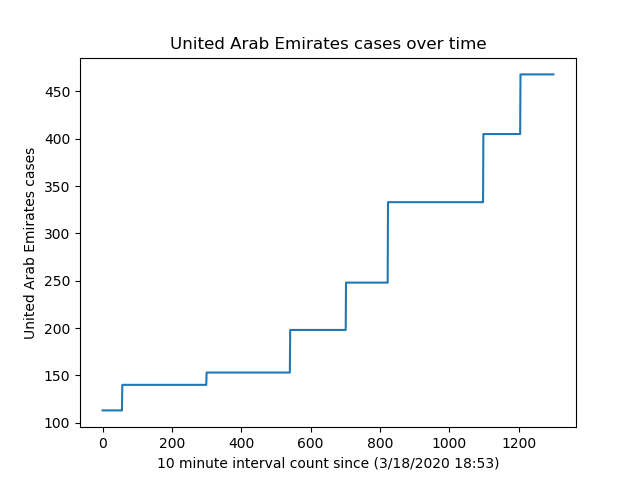 United Arab Emirates cases over time
United Arab Emirates cases
450
400
350
300
250
200
150
100
0 200 400 600 800 1000 1200
10 minute interval count since (3/18/2020 18:53)